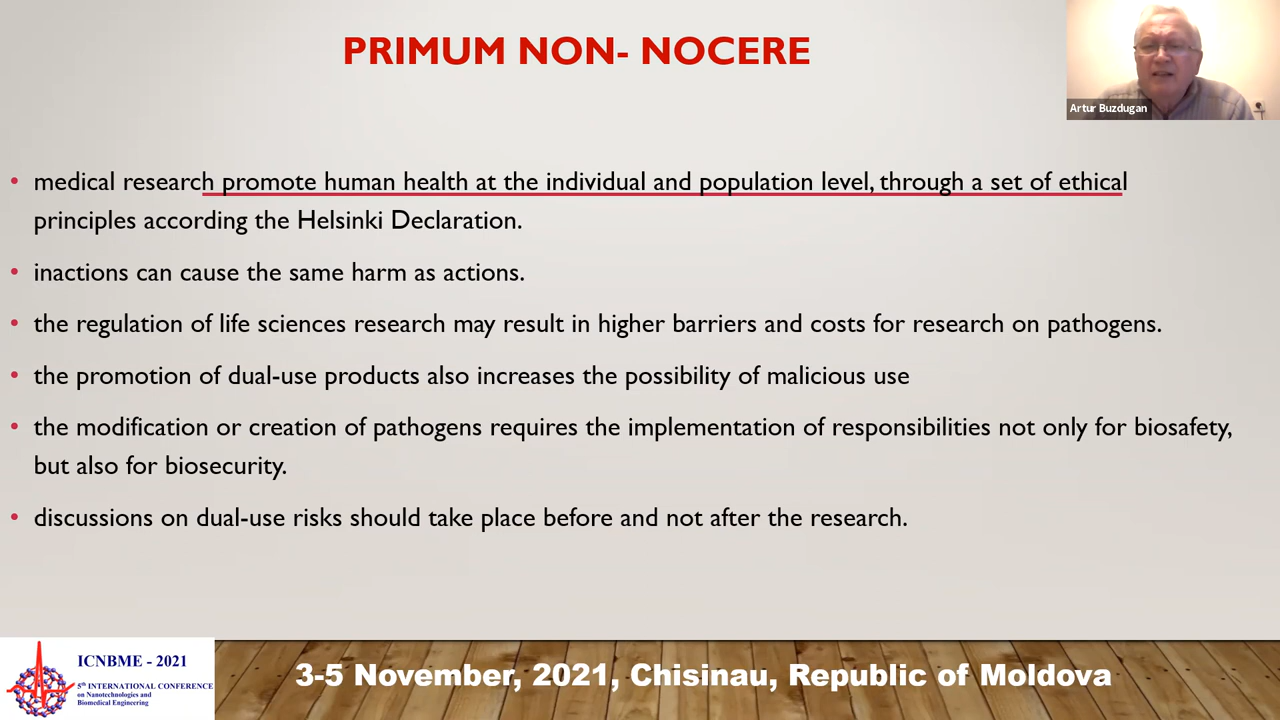 PRIMUM NON- NOCERE
Artur Buzdugan
• medical research promote human health at the individual and population level, through a set of ethical
principles according the Helsinki Declaration.
• inactions can cause the same harm as actions.
• the regulation of life sciences research may result in higher barriers and costs for research on pathogens.
• the promotion of dual-use products also increases the possibility of malicious use
• the modification or creation of pathogens requires the implementation of responsibilities not only for biosafety,
but also for biosecurity.
• discussions on dual-use risks should take place before and not after the research.
ICNBME - 2021
5th INTERNATIONAL CONFERENCE
on Nanotechnologies and
Biomedical Engineering
3-5 November, 2021, Chisinau, Republic of Moldova